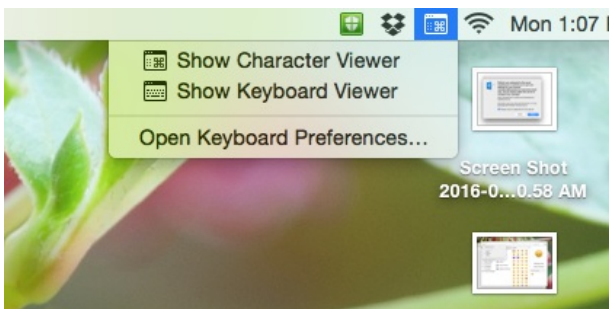 Mon 1:07
Show Character Viewer
Show Keyboard Viewer
Open Keyboard Preferences...
Screen Shot
2016-0...0.58 AM